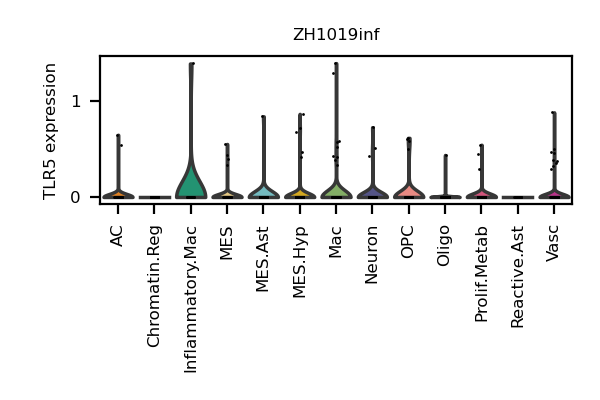 ZH1019inf
TLR5 expression
1
0
AC
Chromatin.Reg
Inflammatory.Mac
MES
MES.Ast
MES.Hyp
Mac
Neuron
OPC
Oligo
Prolif.Metab
Reactive.Ast
Vasc